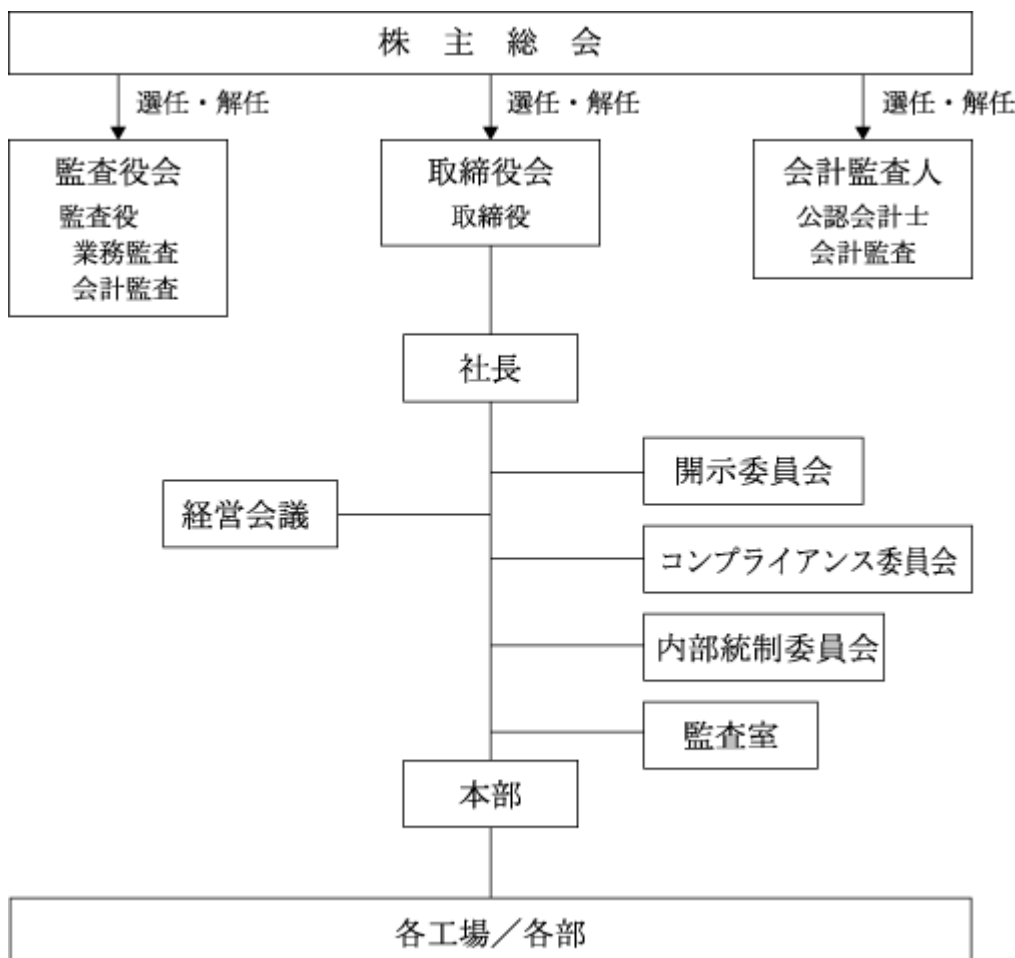 株主総会
選任・解任
選任・解任
選任・解任
監査役会
監査役
業務監査
会計監査
取締役会
取締役
会計監査人
公認会計士
会計監査
社長
開示委員会
経営会議
コンプライアンス委員会
内部統制委員会
監査室
本部
各工場／各部